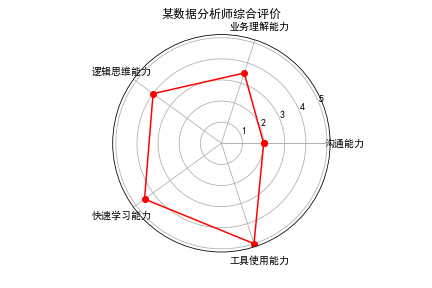 某数据分析师综合评价
业务理解能力
逻辑思维能力
5
4
3
2
1
沟通能力
快速学习能力
工具使用能力